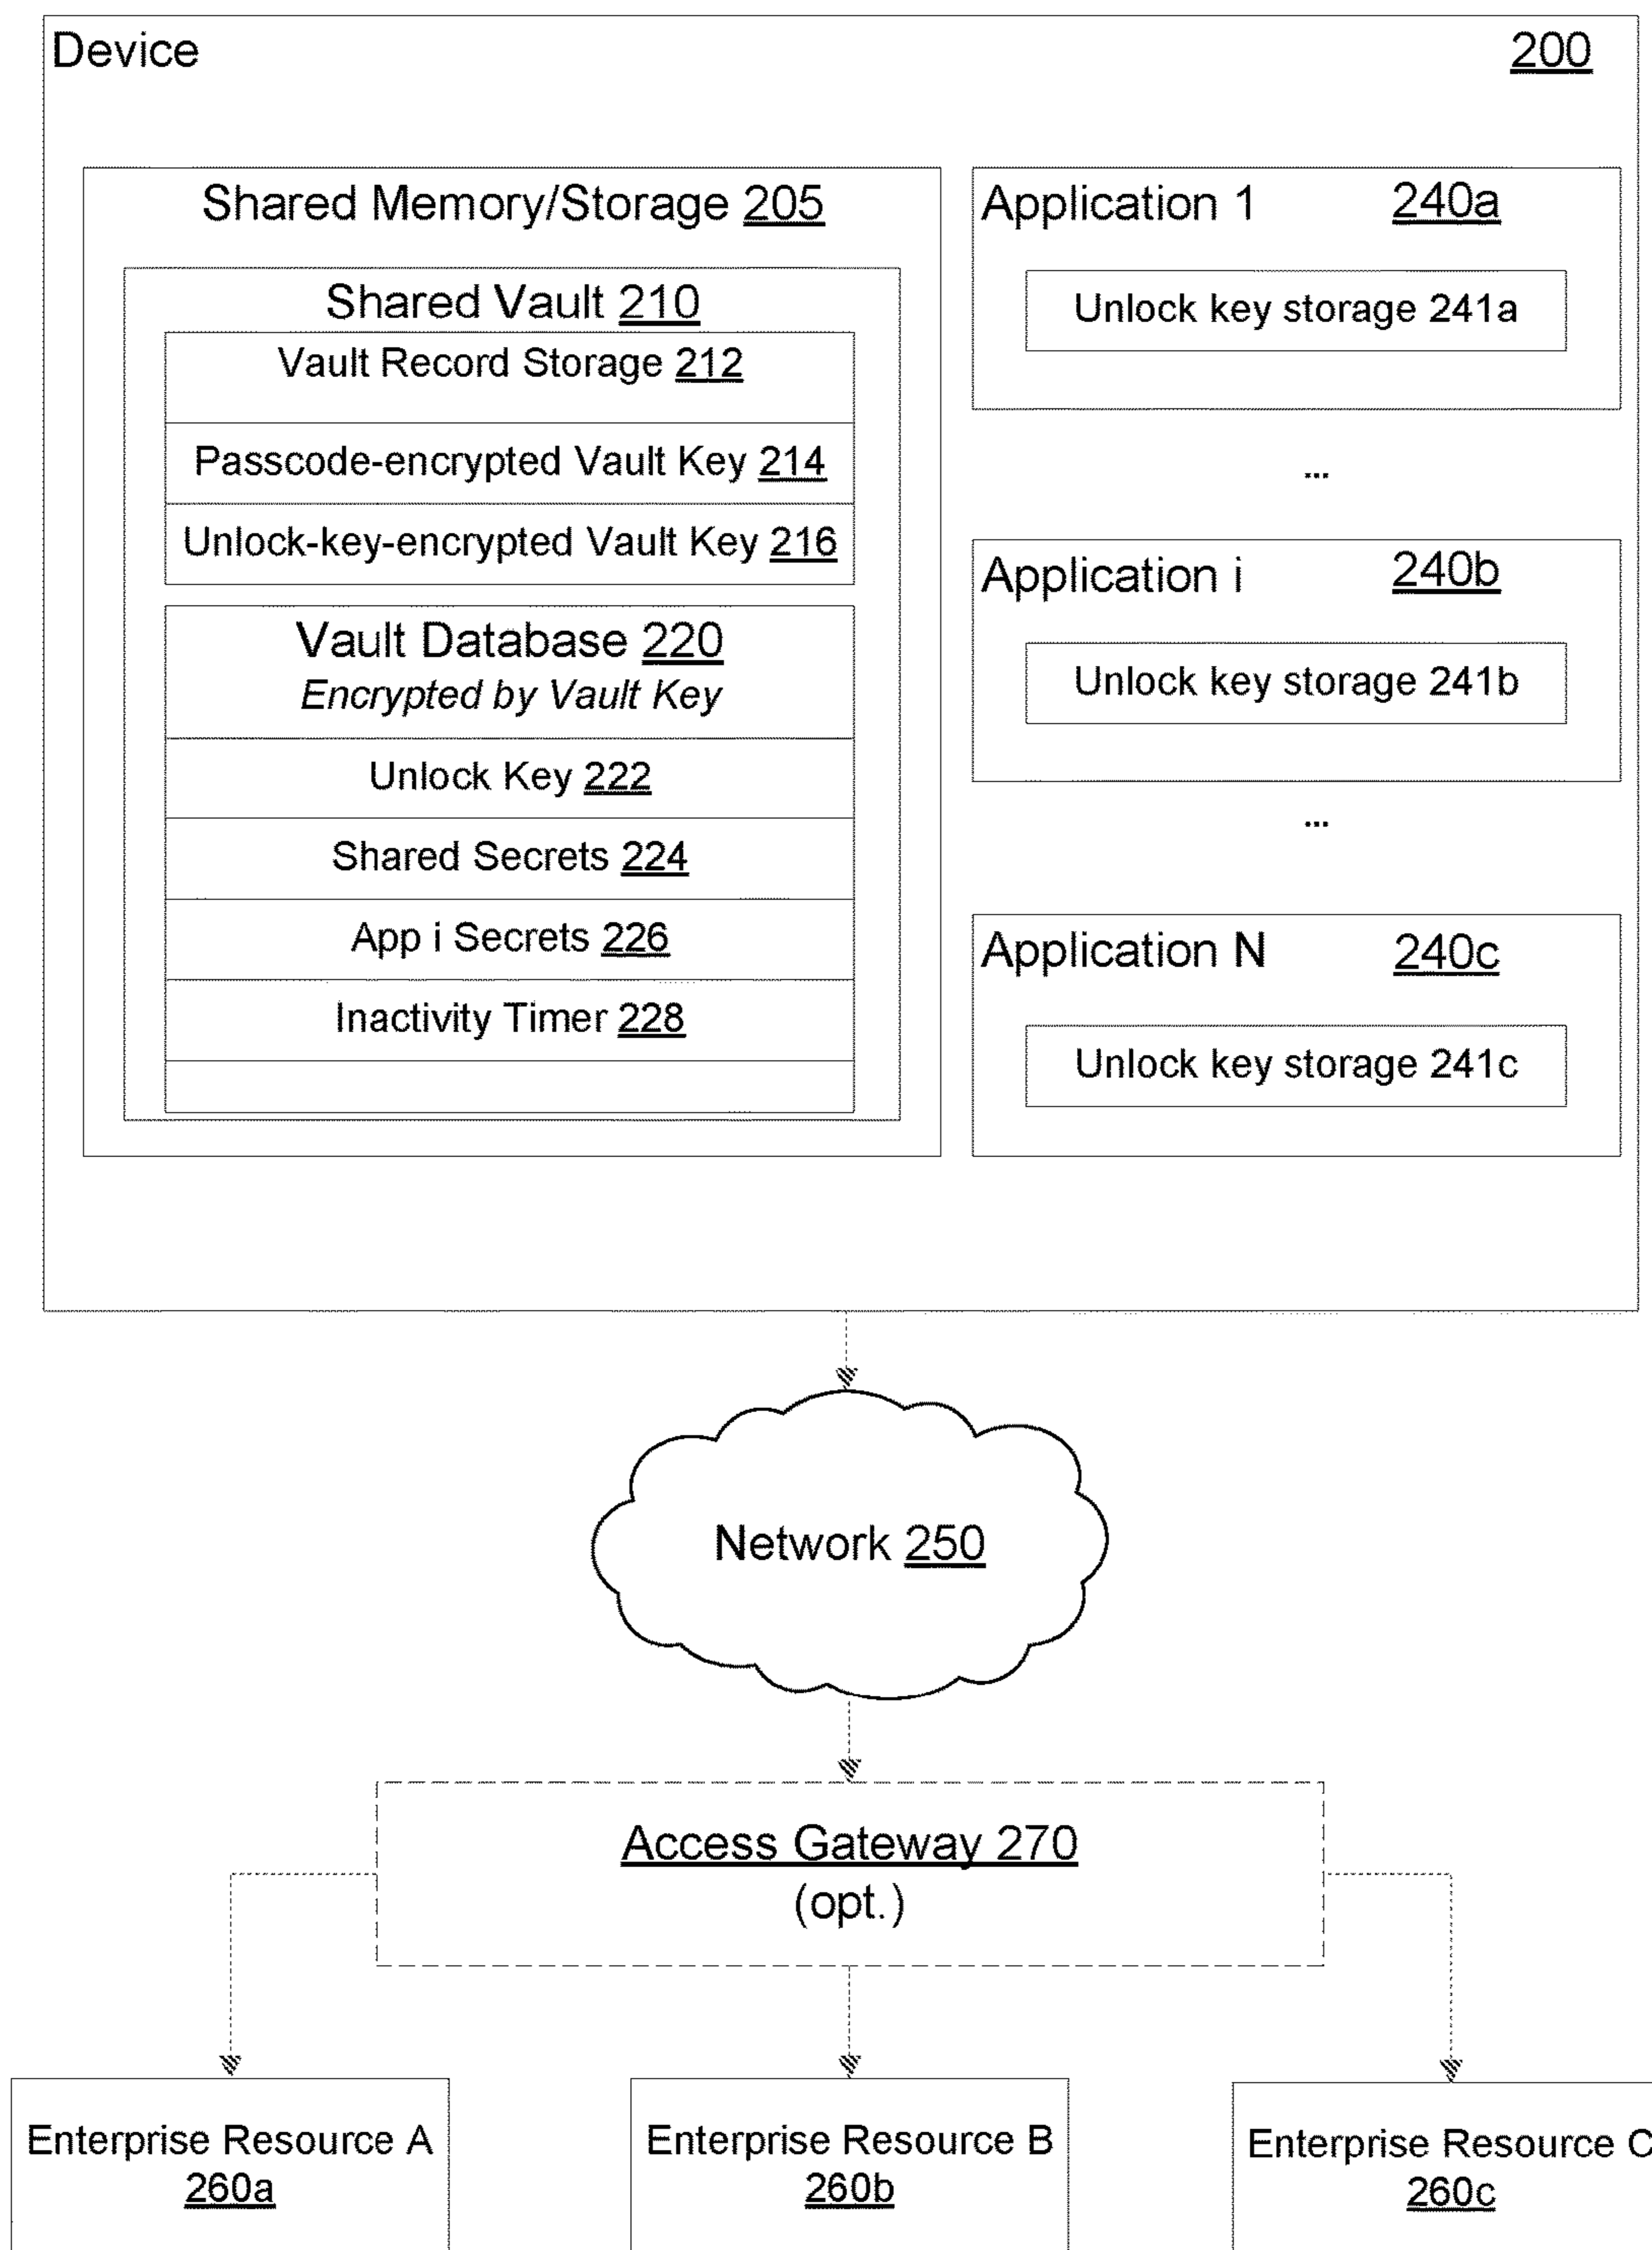 Device 200
Shared Memory/Storage 205
Shared Vault 210
Vault Record Storage 212
Passcode-encrypted Vault Key 214
Unlock-key-encrypted Vault Key 216
Vault Database 220
Encrypted by Vault Key
Unlock Key 222
Shared Secrets 224
App i Secrets 226
Inactivity Timer 228
Application 1 240a
Unlock key storage 241a
...
Application i 240b
Unlock key storage 241b
...
Application N 240c
Unlock key storage 241c
Network 250
Access Gateway 270
(opt.)
Enterprise Resource A
260a
Enterprise Resource B
260b
Enterprise Resource C
260c